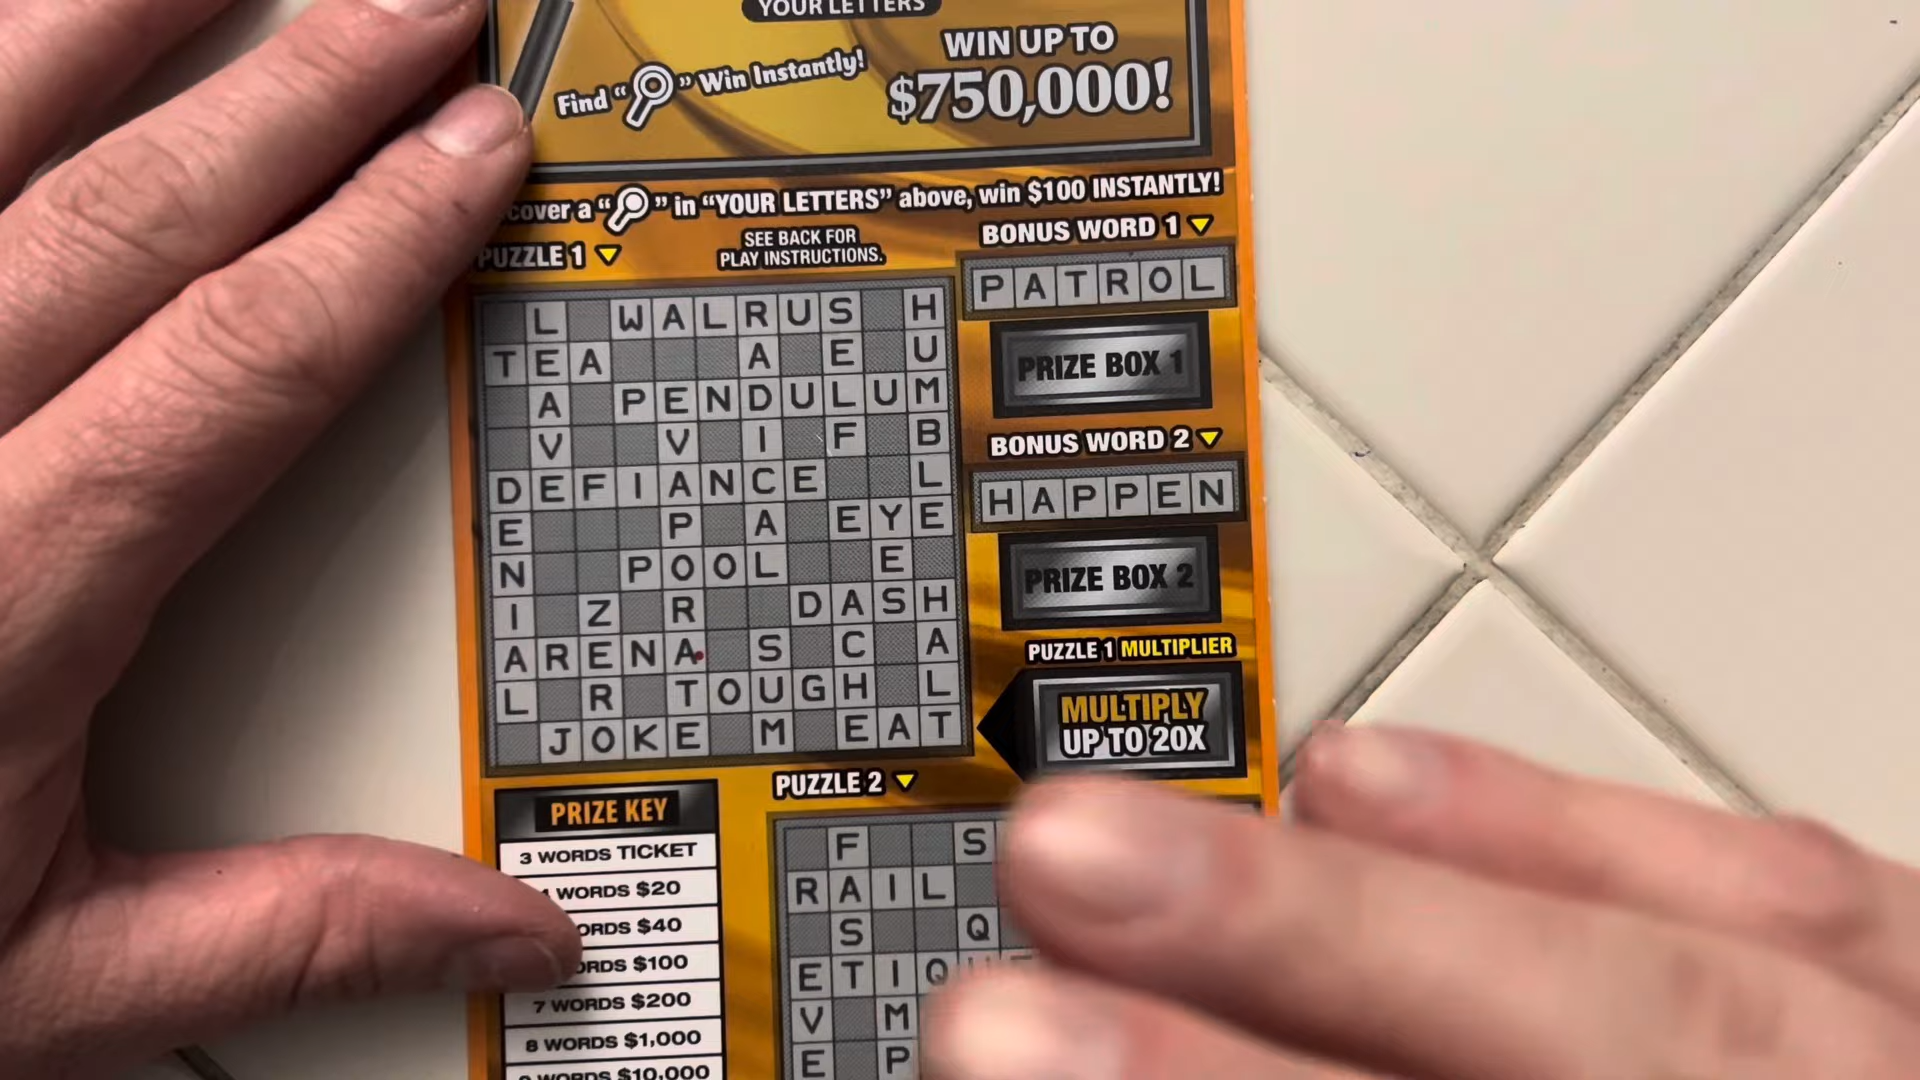 YOUR LETTERS
Find " " Win Instantly!
WIN UP TO
$750,000!
cover a " " in "YOUR LETTERS" above, win $100 INSTANTLY!
PUZZLE 1
SEE BACK FOR
PLAY INSTRUCTIONS.
BONUS WORD 1
PATROL
PRIZE BOX 1
BONUS WORD 2
HAPPEN
PRIZE BOX 2
PUZZLE 1 MULTIPLIER
MULTIPLY
UP TO 20X
L WALRUS H
TEA A E U
A PENDULUM
V V I F B
DEFIANCE L
E P A EYE
N POOL E
I Z R DASH
ARENA S C A
L R TOUGH L
JOKE M EAT
PRIZE KEY
3 WORDS TICKET
WORDS $20
ORDS $40
ORDS $100
7 WORDS $200
8 WORDS $1,000
WORDS $10,000
PUZZLE 2
F S
RAIL
S Q
ETIQU
V M
E P